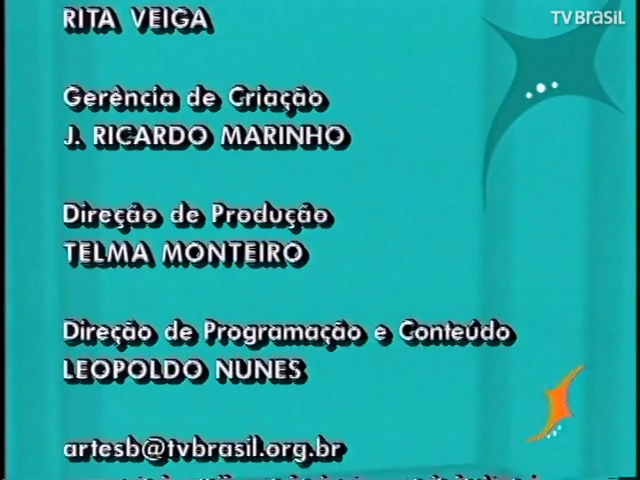 TV BRASIL
RITA VEIGA
Gerência de Criação
J. RICARDO MARINHO
Direção de Produção
TELMA MONTEIRO
Direção de Programação e Conteúdo
LEOPOLDO NUNES
artesb@tvbrasil.org.br